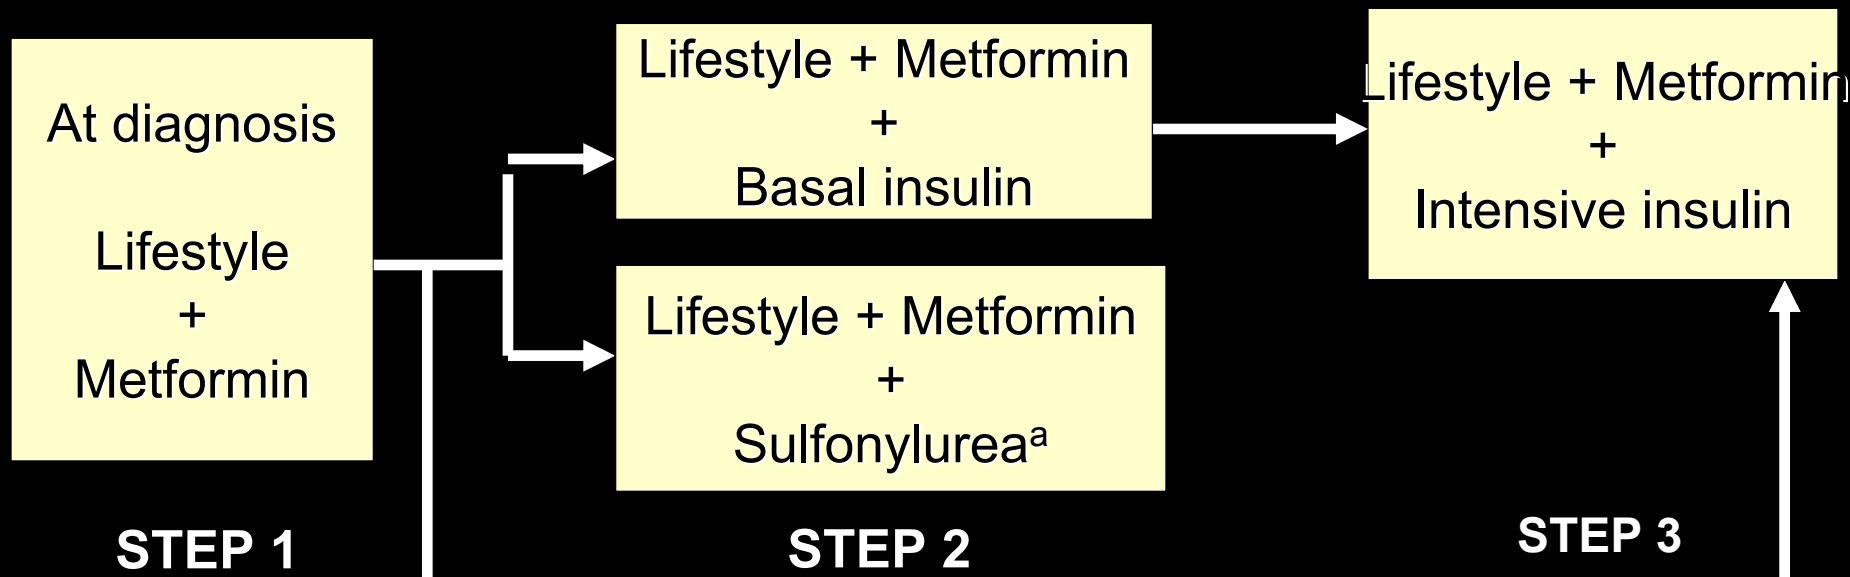 At diagnosis
Lifestyle
+
Metformin
STEP 1
Lifestyle + Metformin
+
Basal insulin
Lifestyle + Metformin
+
Sulfonylureaᵃ
STEP 2
Lifestyle + Metformin
+
Intensive insulin
STEP 3